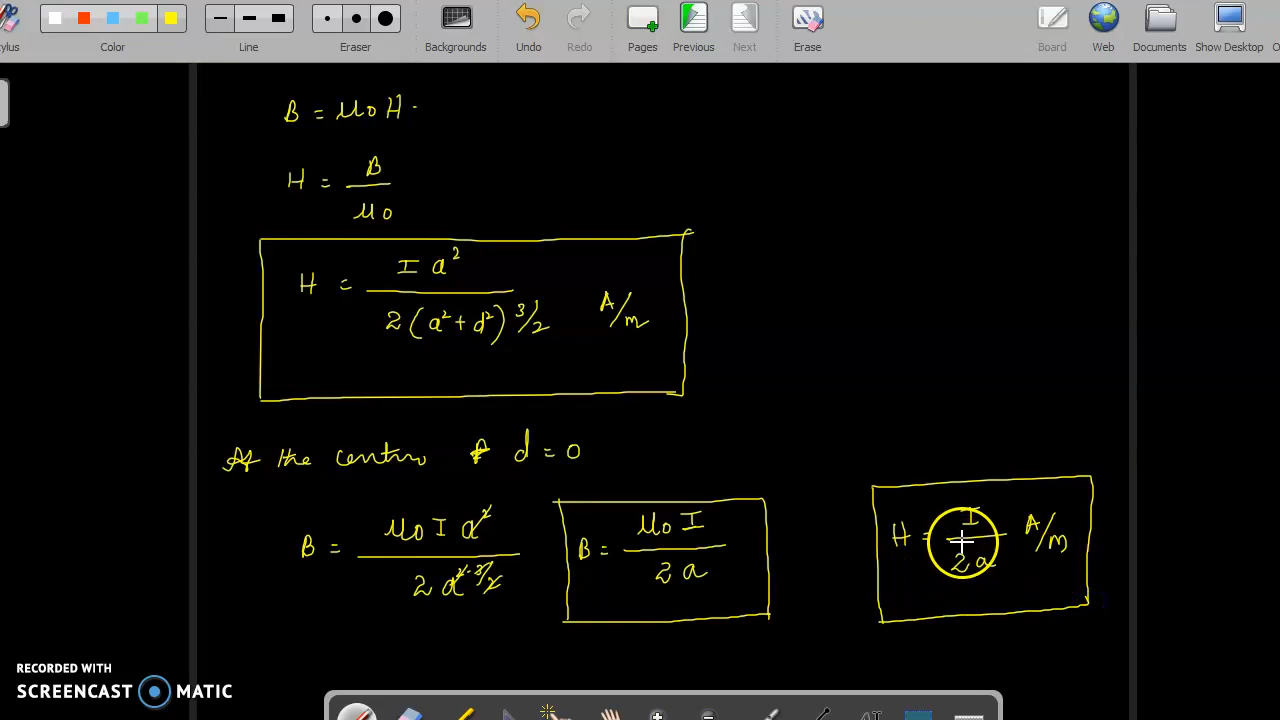 ylus
Color
Line
Eraser
Backgrounds
Undo
Redo
Pages
Previous
Next
Erase
Board
Web
Documents
Show Desktop
B = μ0 H
H = B / μ0
H = I a² / 2(a² + d²)^3/2 A/m
At the centre d = 0
B = μ0 I a² / 2 a^2·3/2
B = μ0 I / 2a
H = I / 2a A/m
RECORDED WITH
SCREENCAST MATIC